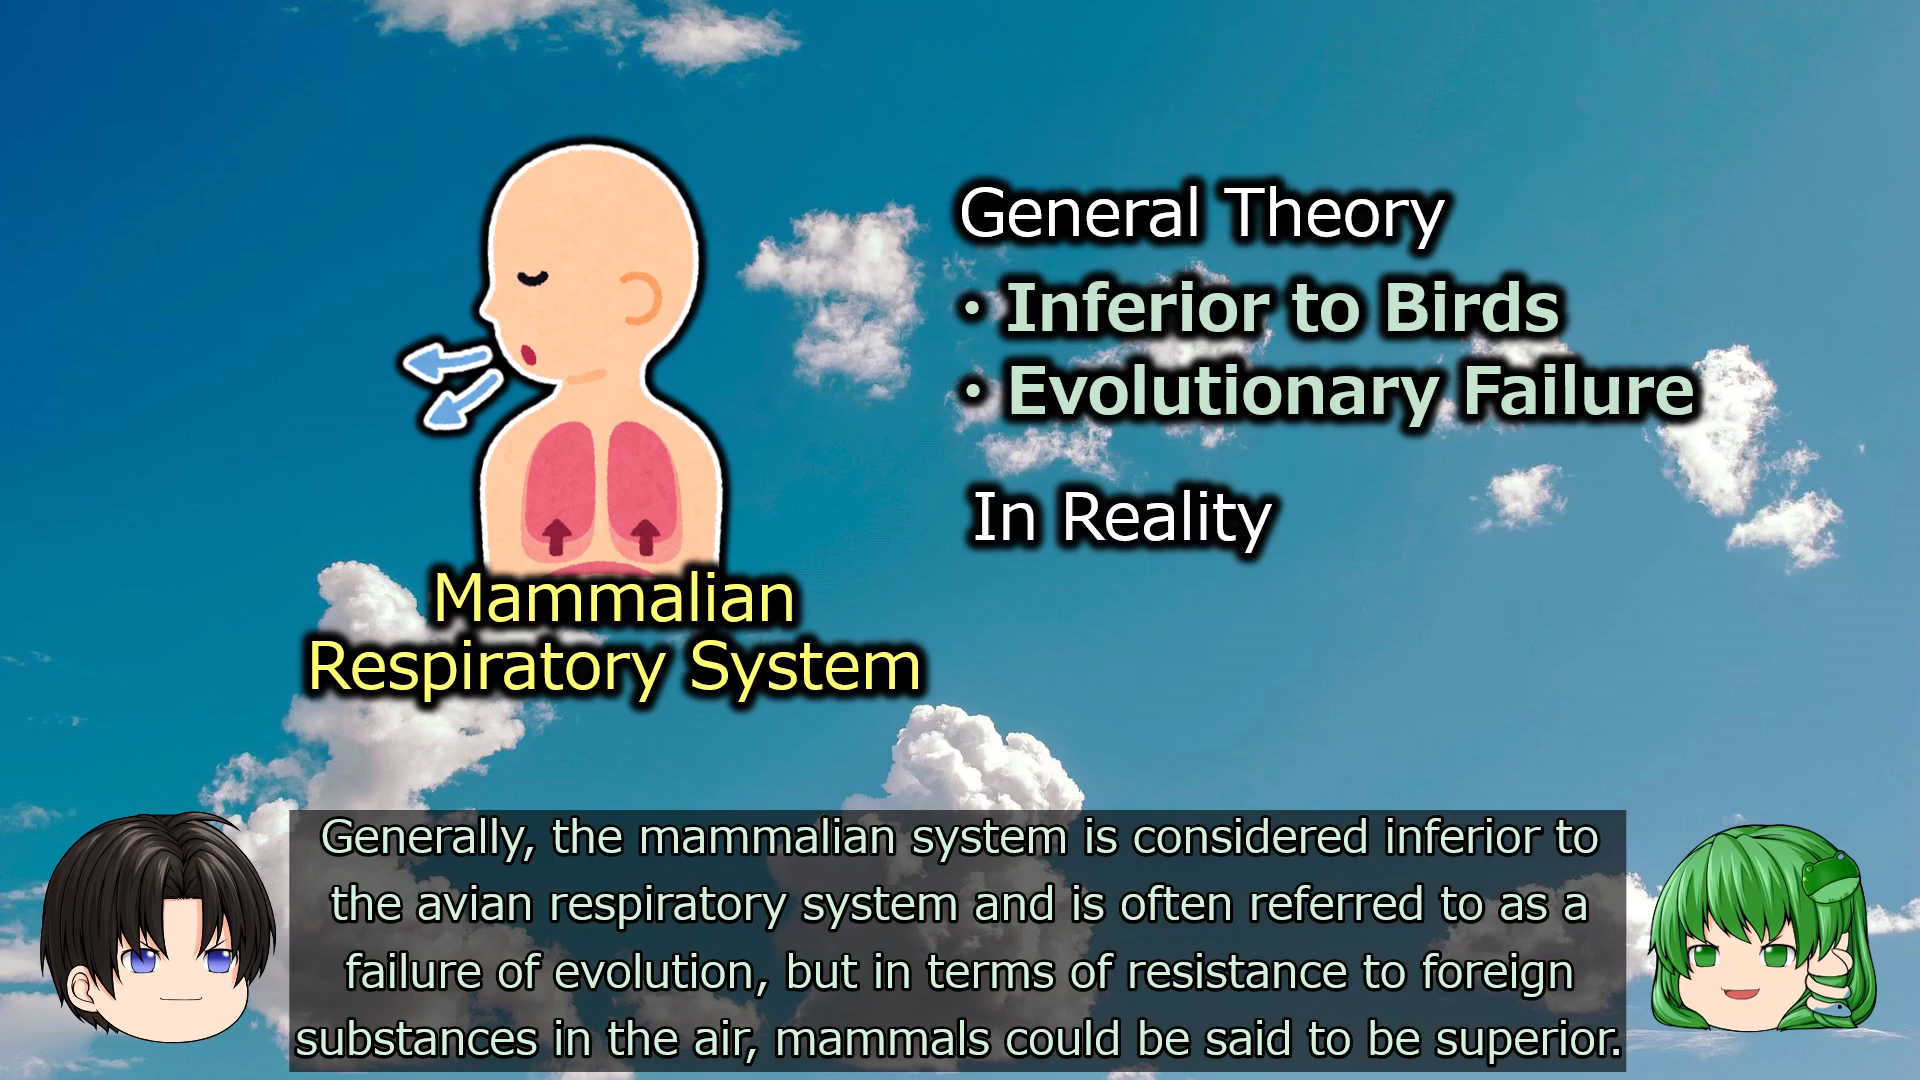 General Theory
・Inferior to Birds
・Evolutionary Failure
In Reality
Mammalian
Respiratory System
Generally, the mammalian system is considered inferior to
the avian respiratory system and is often referred to as a
failure of evolution, but in terms of resistance to foreign
substances in the air, mammals could be said to be superior.